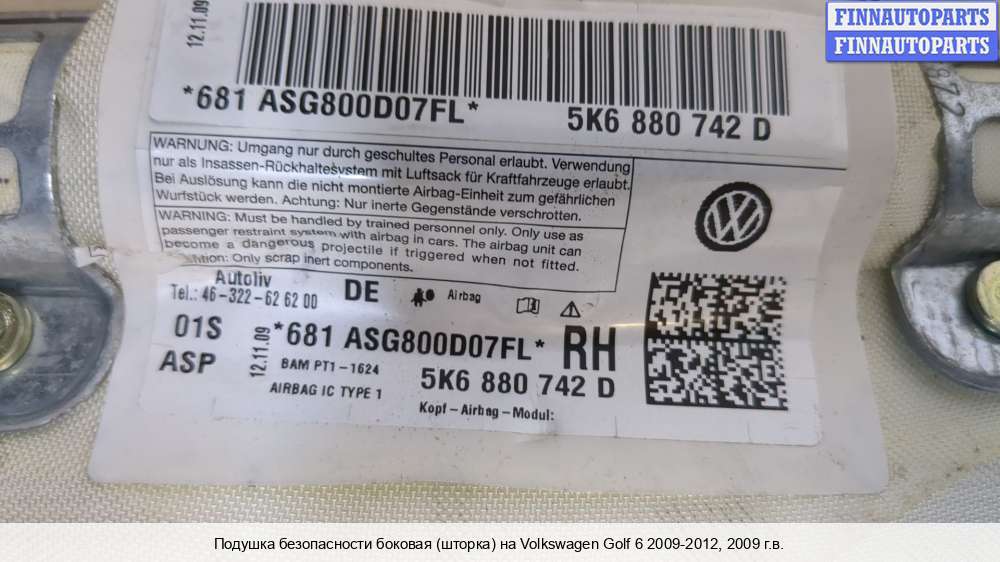 FINNAUTOPARTS
FINNAUTOPARTS
12.11.09
*681 ASG800D07FL*
5K6 880 742 D
WARNUNG: Umgang nur durch geschultes Personal erlaubt. Verwendung
nur als Insassen-Rückhaltesystem mit Luftsack für Kraftfahrzeuge erlaubt.
Bei Auslösung kann die nicht montierte Airbag-Einheit zum gefährlichen
Wurfstück werden. Achtung: Nur inerte Gegenstände verschrotten.
WARNING: Must be handled by trained personnel only. Only use as
passenger restraint system with airbag in cars. The airbag unit can
become a dangerous projectile if triggered when not fitted.
Only scrap inert components.
Autoliv
Tel.: 46-322-626200
DE
Airbag
01S
ASP
12.11.09
*681 ASG800D07FL*
RH
BAM PT1-1624
5K6 880 742 D
AIRBAG IC TYPE 1
Kopf-Airbag-Modul:
VW
Подушка безопасности боковая (шторка) на Volkswagen Golf 6 2009-2012, 2009 г.в.